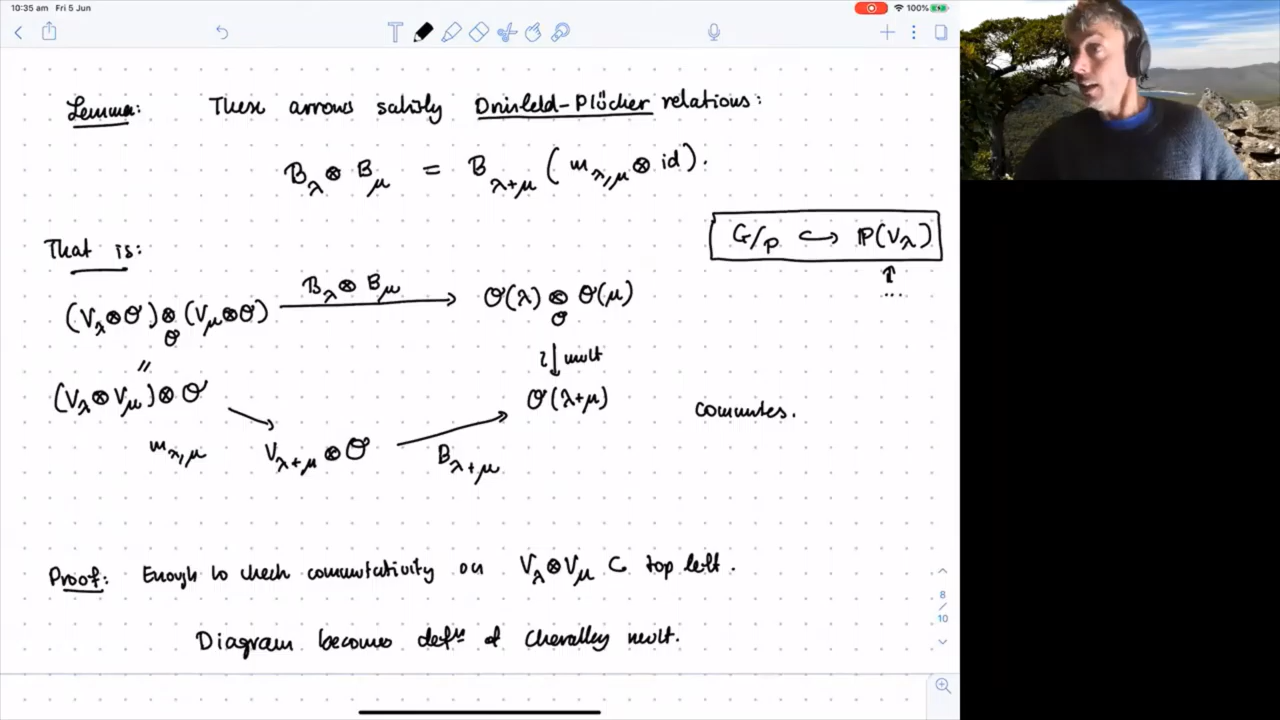 10:35 am Fri 5 Jun
100%
Lemma: These arrows satisfy Drinfeld-Plücker relations:
B_λ ⊗ B_μ = B_{λ+μ} (m_{λ,μ} ⊗ id).
G/P ↪ P(V_λ)
↑
...
That is:
(V_λ ⊗ O) ⊗_O (V_μ ⊗ O) —B_λ ⊗ B_μ→ O(λ) ⊗_O O(μ)
=
≀↓ mult
(V_λ ⊗ V_μ) ⊗ O
O(λ+μ)
commutes.
m_{λ,μ}
V_{λ+μ} ⊗ O
B_{λ+μ}
Proof: Enough to check commutativity on V_λ ⊗ V_μ ⊂ top left.
Diagram becomes defⁿ of Chevalley mult.
8
/
10
T